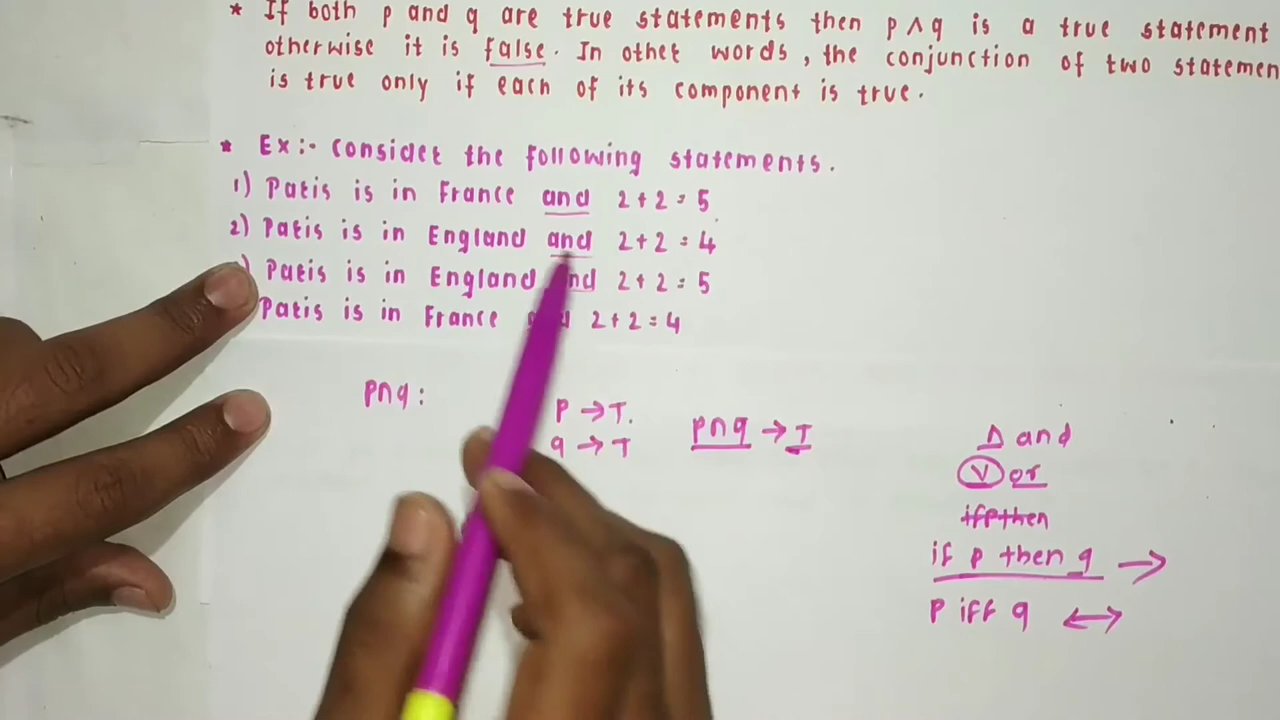 * If both p and q are true statements then p ∧ q is a true statement
otherwise it is false. In other words, the conjunction of two statemen
is true only if each of its component is true.
* Ex:- Consider the following statements.
1) Paris is in France and 2+2=5
2) Paris is in England and 2+2=4
) Paris is in England and 2+2=5
Paris is in France and 2+2=4
p∩q:
P → T.
q → T
p∩q → T
∧ and
V or
if p then
if p then q →
P iff q ↔